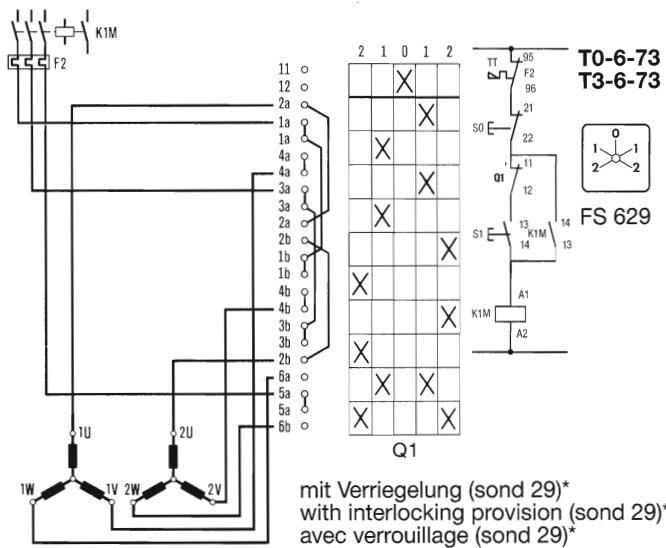 K1M
F2
2 1 0 1 2
11
12
2a
1a
1a
4a
4a
3a
3a
2a
2b
1b
1b
4b
4b
3b
3b
2b
6a
5a
5a
6b
1U
1W
1V
2U
2W
2V
Q1
TT
95
F2
96
21
S0
22
11
Q1
12
13
S1
14
14
K1M
13
A1
K1M
A2
T0-6-73
T3-6-73
0
1 1
2 2
FS 629
mit Verriegelung (sond 29)*
with interlocking provision (sond 29)*
avec verrouillage (sond 29)*